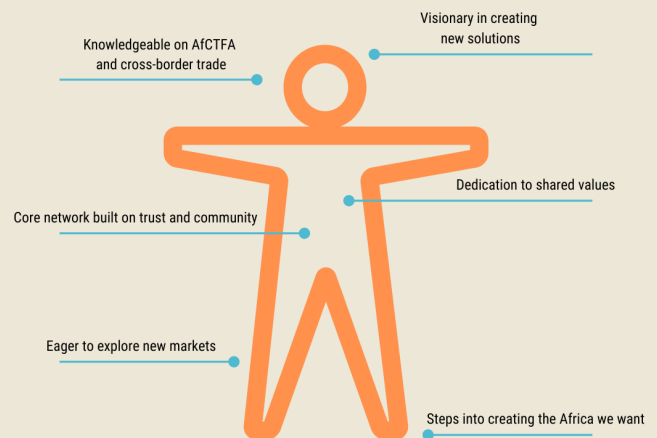 Visionary in creating
new solutions
Knowledgeable on AfCTFA
and cross-border trade
Dedication to shared values
Core network built on trust and community
Eager to explore new markets
Steps into creating the Africa we want